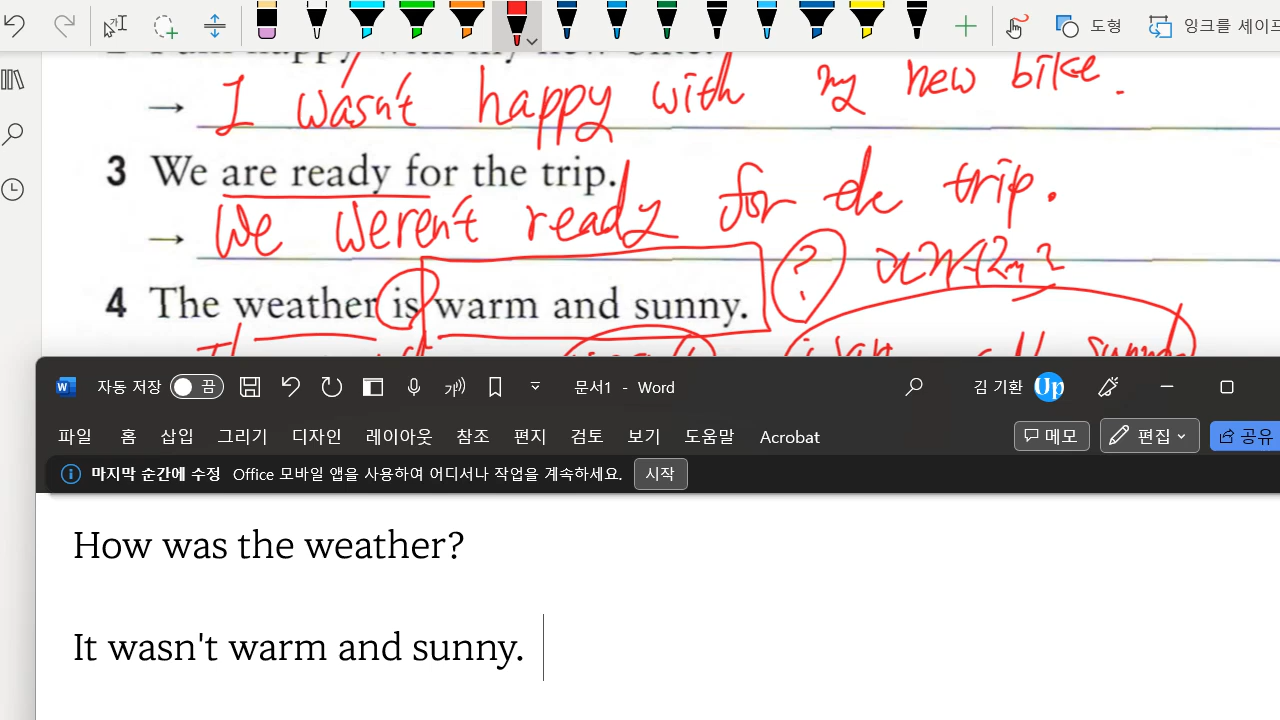 도형
잉크를 셰이프
→ I wasn't happy with my new bike.
3 We are ready for the trip.
→ We weren't ready for the trip.
?
4 The weather is warm and sunny.
자동 저장 끔
가
문서1 - Word
김 기환
Up
파일 홈 삽입 그리기 디자인 레이아웃 참조 편지 검토 보기 도움말 Acrobat
메모 편집 공유
마지막 순간에 수정 Office 모바일 앱을 사용하여 어디서나 작업을 계속하세요. 시작
How was the weather?
It wasn't warm and sunny.